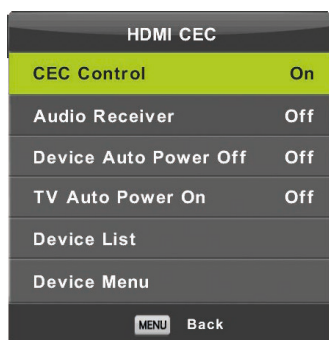 HDMI CEC
CEC Control On
Audio Receiver Off
Device Auto Power Off Off
TV Auto Power On Off
Device List
Device Menu
MENU Back